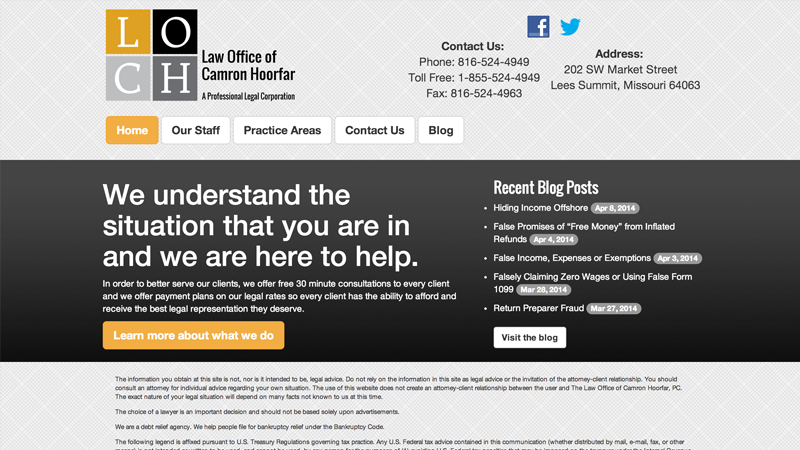 LO
CH
Law Office of
Camron Hoorfar
A Professional Legal Corporation
Contact Us:
Phone: 816-524-4949
Toll Free: 1-855-524-4949
Fax: 816-524-4963
Address:
202 SW Market Street
Lees Summit, Missouri 64063
Home
Our Staff
Practice Areas
Contact Us
Blog
We understand the
situation that you are in
and we are here to help.
In order to better serve our clients, we offer free 30 minute consultations to every client
and we offer payment plans on our legal rates so every client has the ability to afford and
receive the best legal representation they deserve.
Learn more about what we do
Recent Blog Posts
• Hiding Income Offshore Apr 8, 2014
• False Promises of “Free Money” from Inflated
Refunds Apr 4, 2014
• False Income, Expenses or Exemptions Apr 3, 2014
• Falsely Claiming Zero Wages or Using False Form
1099 Mar 28, 2014
• Return Preparer Fraud Mar 27, 2014
Visit the blog
The information you obtain at this site is not, nor is it intended to be, legal advice. Do not rely on the information in this site as legal advice or the invitation of the attorney-client relationship. You should
consult an attorney for individual advice regarding your own situation. The use of this website does not create an attorney-client relationship between the user and The Law Office of Camron Hoorfar, PC.
The exact nature of your legal situation will depend on many facts not known to us at this time.
The choice of a lawyer is an important decision and should not be based solely upon advertisements.
We are a debt relief agency. We help people file for bankruptcy relief under the Bankruptcy Code.
The following legend is affixed pursuant to U.S. Treasury Regulations governing tax practice. Any U.S. Federal tax advice contained in this communication (whether distributed by mail, e-mail, fax, or other